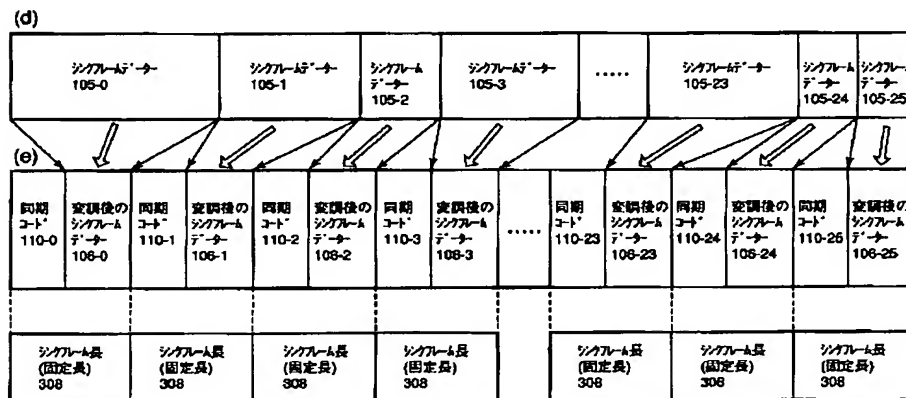 (d)
シンクフレームデーター
105-0
シンクフレームデーター
105-1
シンクフレーム
データー
105-2
シンクフレームデーター
105-3
.....
シンクフレームデーター
105-23
シンクフレーム
データー
105-24
シンクフレーム
データー
105-25
(e)
同期
コード
110-0
変調後の
シンクフレーム
データー
106-0
同期
コード
110-1
変調後の
シンクフレーム
データー
106-1
同期
コード
110-2
変調後の
シンクフレーム
データー
106-2
同期
コード
110-3
変調後の
シンクフレーム
データー
106-3
.....
同期
コード
110-23
変調後の
シンクフレーム
データー
106-23
同期
コード
110-24
変調後の
シンクフレーム
データー
106-24
同期
コード
110-25
変調後の
シンクフレーム
データー
106-25
シンクフレーム長
(固定長)
308
シンクフレーム長
(固定長)
308
シンクフレーム長
(固定長)
308
シンクフレーム長
(固定長)
308
シンクフレーム長
(固定長)
308
シンクフレーム長
(固定長)
308
シンクフレーム長
(固定長)
308